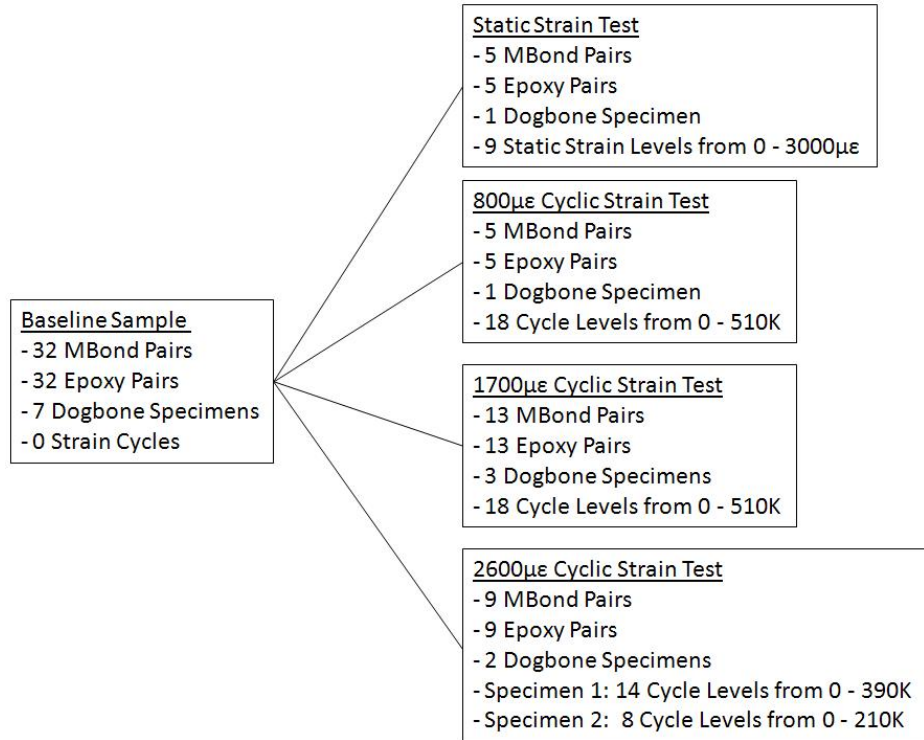 Baseline Sample
- 32 MBond Pairs
- 32 Epoxy Pairs
- 7 Dogbone Specimens
- 0 Strain Cycles
Static Strain Test
- 5 MBond Pairs
- 5 Epoxy Pairs
- 1 Dogbone Specimen
- 9 Static Strain Levels from 0 - 3000με
800με Cyclic Strain Test
- 5 MBond Pairs
- 5 Epoxy Pairs
- 1 Dogbone Specimen
- 18 Cycle Levels from 0 - 510K
1700με Cyclic Strain Test
- 13 MBond Pairs
- 13 Epoxy Pairs
- 3 Dogbone Specimens
- 18 Cycle Levels from 0 - 510K
2600με Cyclic Strain Test
- 9 MBond Pairs
- 9 Epoxy Pairs
- 2 Dogbone Specimens
- Specimen 1: 14 Cycle Levels from 0 - 390K
- Specimen 2:  8 Cycle Levels from 0 - 210K